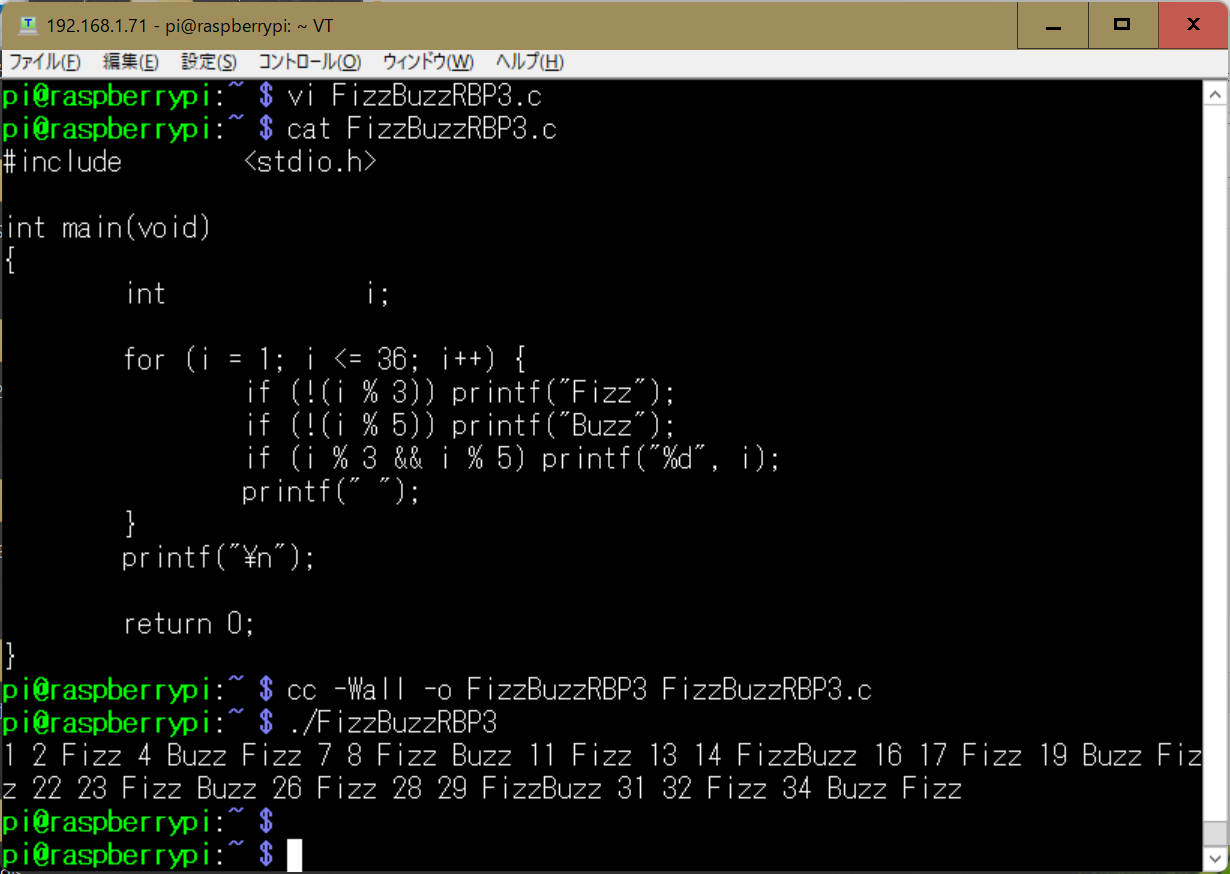 192.168.1.71 - pi@raspberrypi: ~ VT
ファイル(F) 編集(E) 設定(S) コントロール(O) ウィンドウ(W) ヘルプ(H)
pi@raspberrypi:~ $ vi FizzBuzzRBP3.c
pi@raspberrypi:~ $ cat FizzBuzzRBP3.c
#include        <stdio.h>
int main(void)
{
        int             i;
        for (i = 1; i <= 36; i++) {
                if (!(i % 3)) printf("Fizz");
                if (!(i % 5)) printf("Buzz");
                if (i % 3 && i % 5) printf("%d", i);
                printf(" ");
        }
        printf("¥n");
        return 0;
}
pi@raspberrypi:~ $ cc -Wall -o FizzBuzzRBP3 FizzBuzzRBP3.c
pi@raspberrypi:~ $ ./FizzBuzzRBP3
1 2 Fizz 4 Buzz Fizz 7 8 Fizz Buzz 11 Fizz 13 14 FizzBuzz 16 17 Fizz 19 Buzz Fiz
z 22 23 Fizz Buzz 26 Fizz 28 29 FizzBuzz 31 32 Fizz 34 Buzz Fizz
pi@raspberrypi:~ $
pi@raspberrypi:~ $